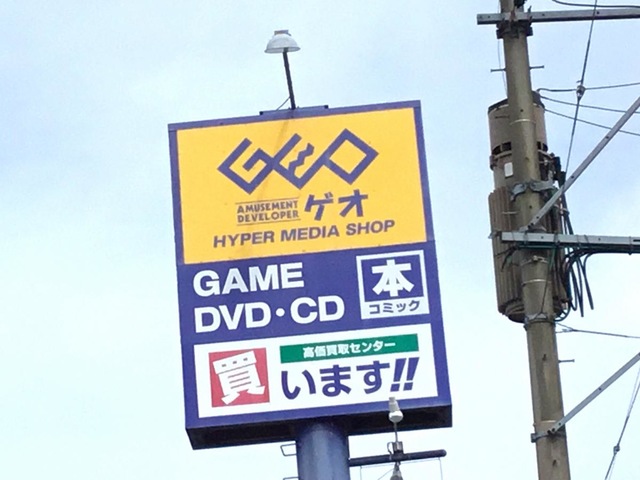 GEO
AMUSEMENT
DEVELOPER
ゲオ
HYPER MEDIA SHOP
GAME
DVD・CD
本
コミック
高価買取センター
買います!!